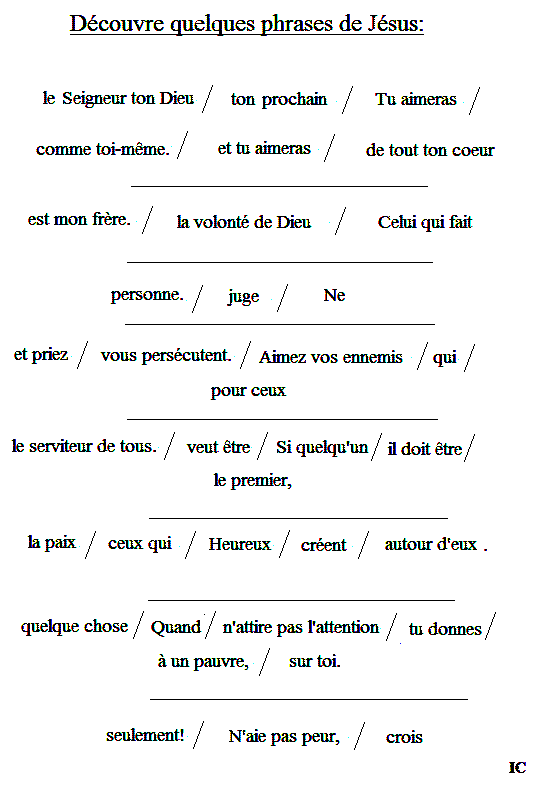 Découvre quelques phrases de Jésus:
le Seigneur ton Dieu / ton prochain / Tu aimeras /
comme toi-même. / et tu aimeras / de tout ton coeur
est mon frère. / la volonté de Dieu / Celui qui fait
personne. / juge / Ne
et priez / vous persécutent. / Aimez vos ennemis / qui /
pour ceux
le serviteur de tous. / veut être / Si quelqu'un / il doit être /
le premier,
la paix / ceux qui / Heureux / créent / autour d'eux .
quelque chose / Quand / n'attire pas l'attention / tu donnes /
à un pauvre, / sur toi.
seulement! / N'aie pas peur, / crois
IC